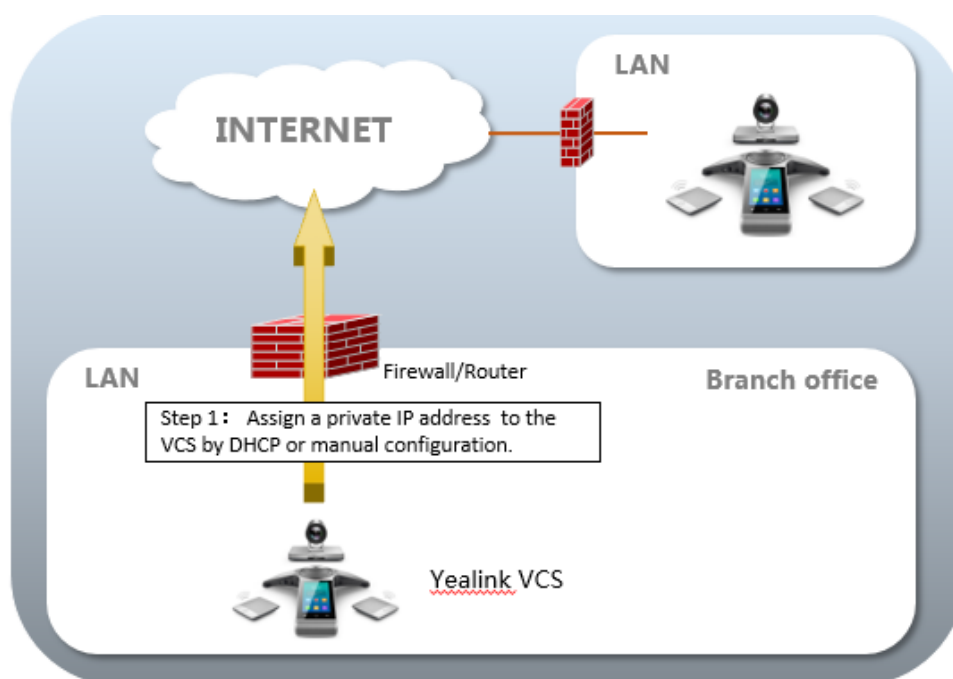 LAN
INTERNET
LAN
Firewall/Router
Branch office
Step 1： Assign a private IP address to the
VCS by DHCP or manual configuration.
Yealink VCS